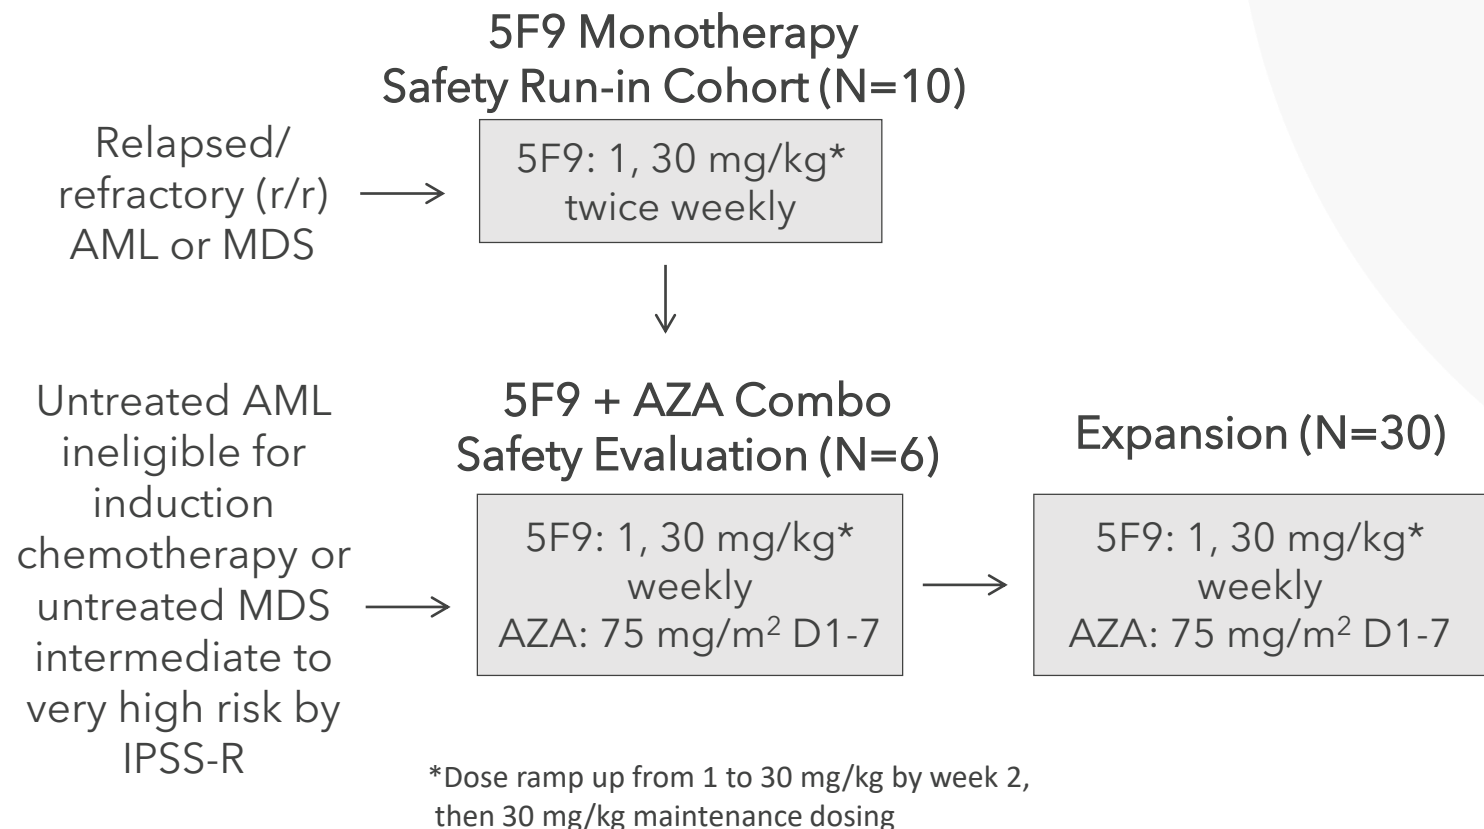 5F9 Monotherapy
Safety Run-in Cohort (N=10)
Relapsed/
refractory (r/r)
AML or MDS
5F9: 1, 30 mg/kg*
twice weekly
Untreated AML
ineligible for
induction
chemotherapy or
untreated MDS
intermediate to
very high risk by
IPSS-R
5F9 + AZA Combo
Safety Evaluation (N=6)
5F9: 1, 30 mg/kg*
weekly
AZA: 75 mg/m² D1-7
Expansion (N=30)
5F9: 1, 30 mg/kg*
weekly
AZA: 75 mg/m² D1-7
*Dose ramp up from 1 to 30 mg/kg by week 2,
then 30 mg/kg maintenance dosing